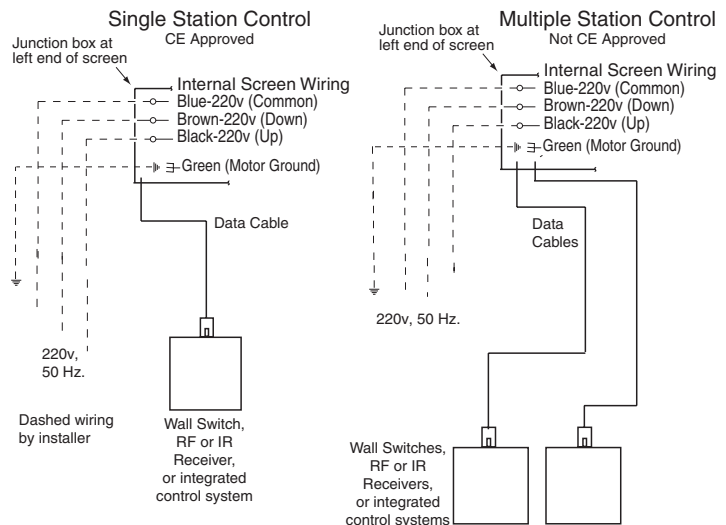 Single Station Control
CE Approved
Junction box at
left end of screen
Internal Screen Wiring
Blue-220v (Common)
Brown-220v (Down)
Black-220v (Up)
Green (Motor Ground)
Data Cable
220v,
50 Hz.
Dashed wiring
by installer
Wall Switch,
RF or IR
Receiver,
or integrated
control system
Multiple Station Control
Not CE Approved
Junction box at
left end of screen
Internal Screen Wiring
Blue-220v (Common)
Brown-220v (Down)
Black-220v (Up)
Green (Motor Ground)
Data
Cables
220v, 50 Hz.
Wall Switches,
RF or IR
Receivers,
or integrated
control systems